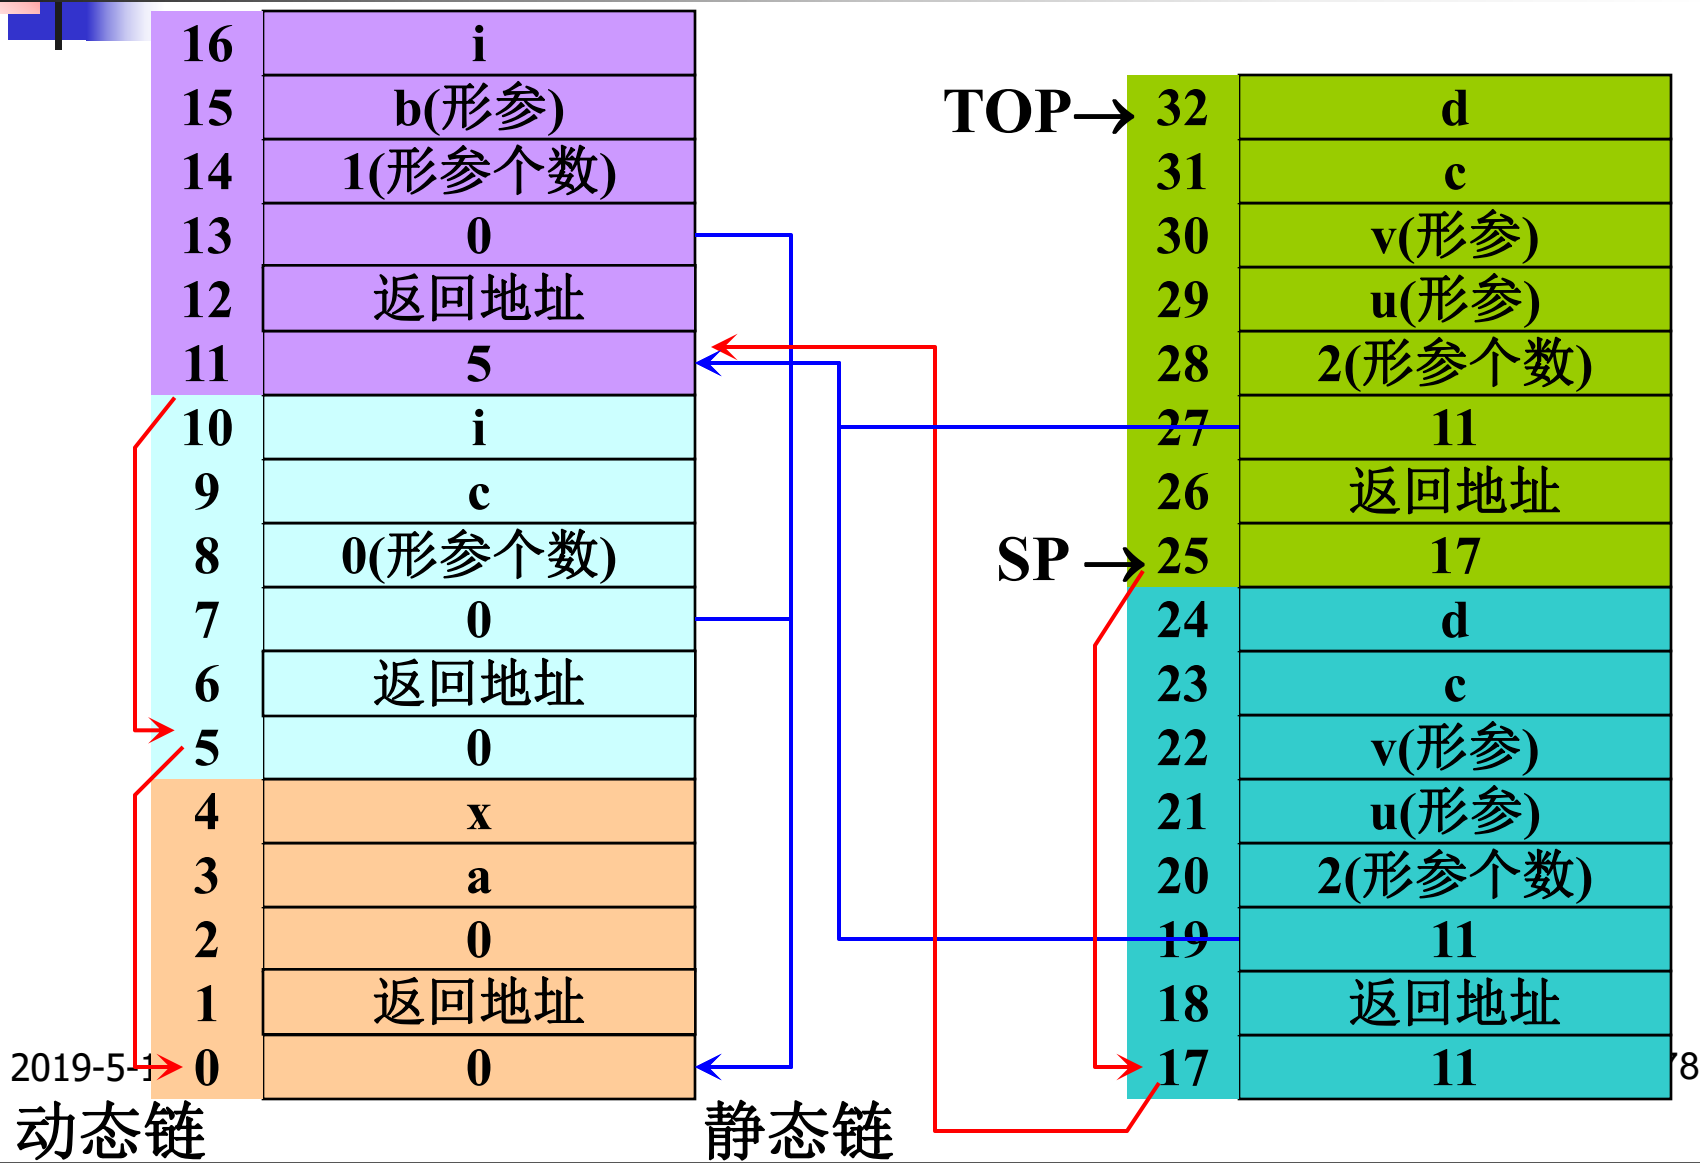 16 i
15 b(形参)
14 1(形参个数)
13 0
12 返回地址
11 5
10 i
9 c
8 0(形参个数)
7 0
6 返回地址
5 0
4 x
3 a
2 0
1 返回地址
0 0
TOP→ 32 d
31 c
30 v(形参)
29 u(形参)
28 2(形参个数)
27 11
26 返回地址
SP→ 25 17
24 d
23 c
22 v(形参)
21 u(形参)
20 2(形参个数)
19 11
18 返回地址
17 11
2019-5-1
8
动态链
静态链